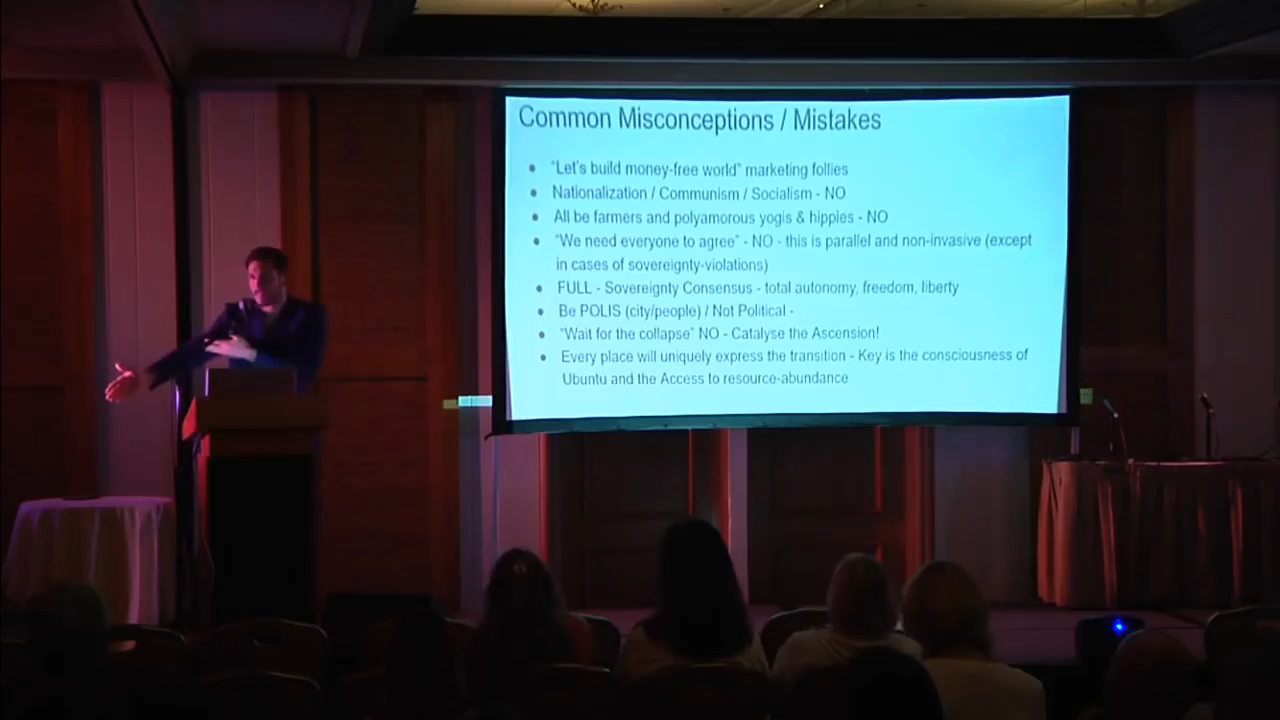 Common Misconceptions / Mistakes
"Let's build money-free world" marketing follies
Nationalization / Communism / Socialism - NO
All be farmers and polyamorous yogis & hippies - NO
"We need everyone to agree" - NO - this is parallel and non-invasive (except
in cases of sovereignty-violations)
FULL - Sovereignty Consensus - total autonomy, freedom, liberty
Be POLIS (city/people) / Not Political -
"Wait for the collapse" NO - Catalyse the Ascension!
Every place will uniquely express the transition - Key is the consciousness of
Ubuntu and the Access to resource-abundance